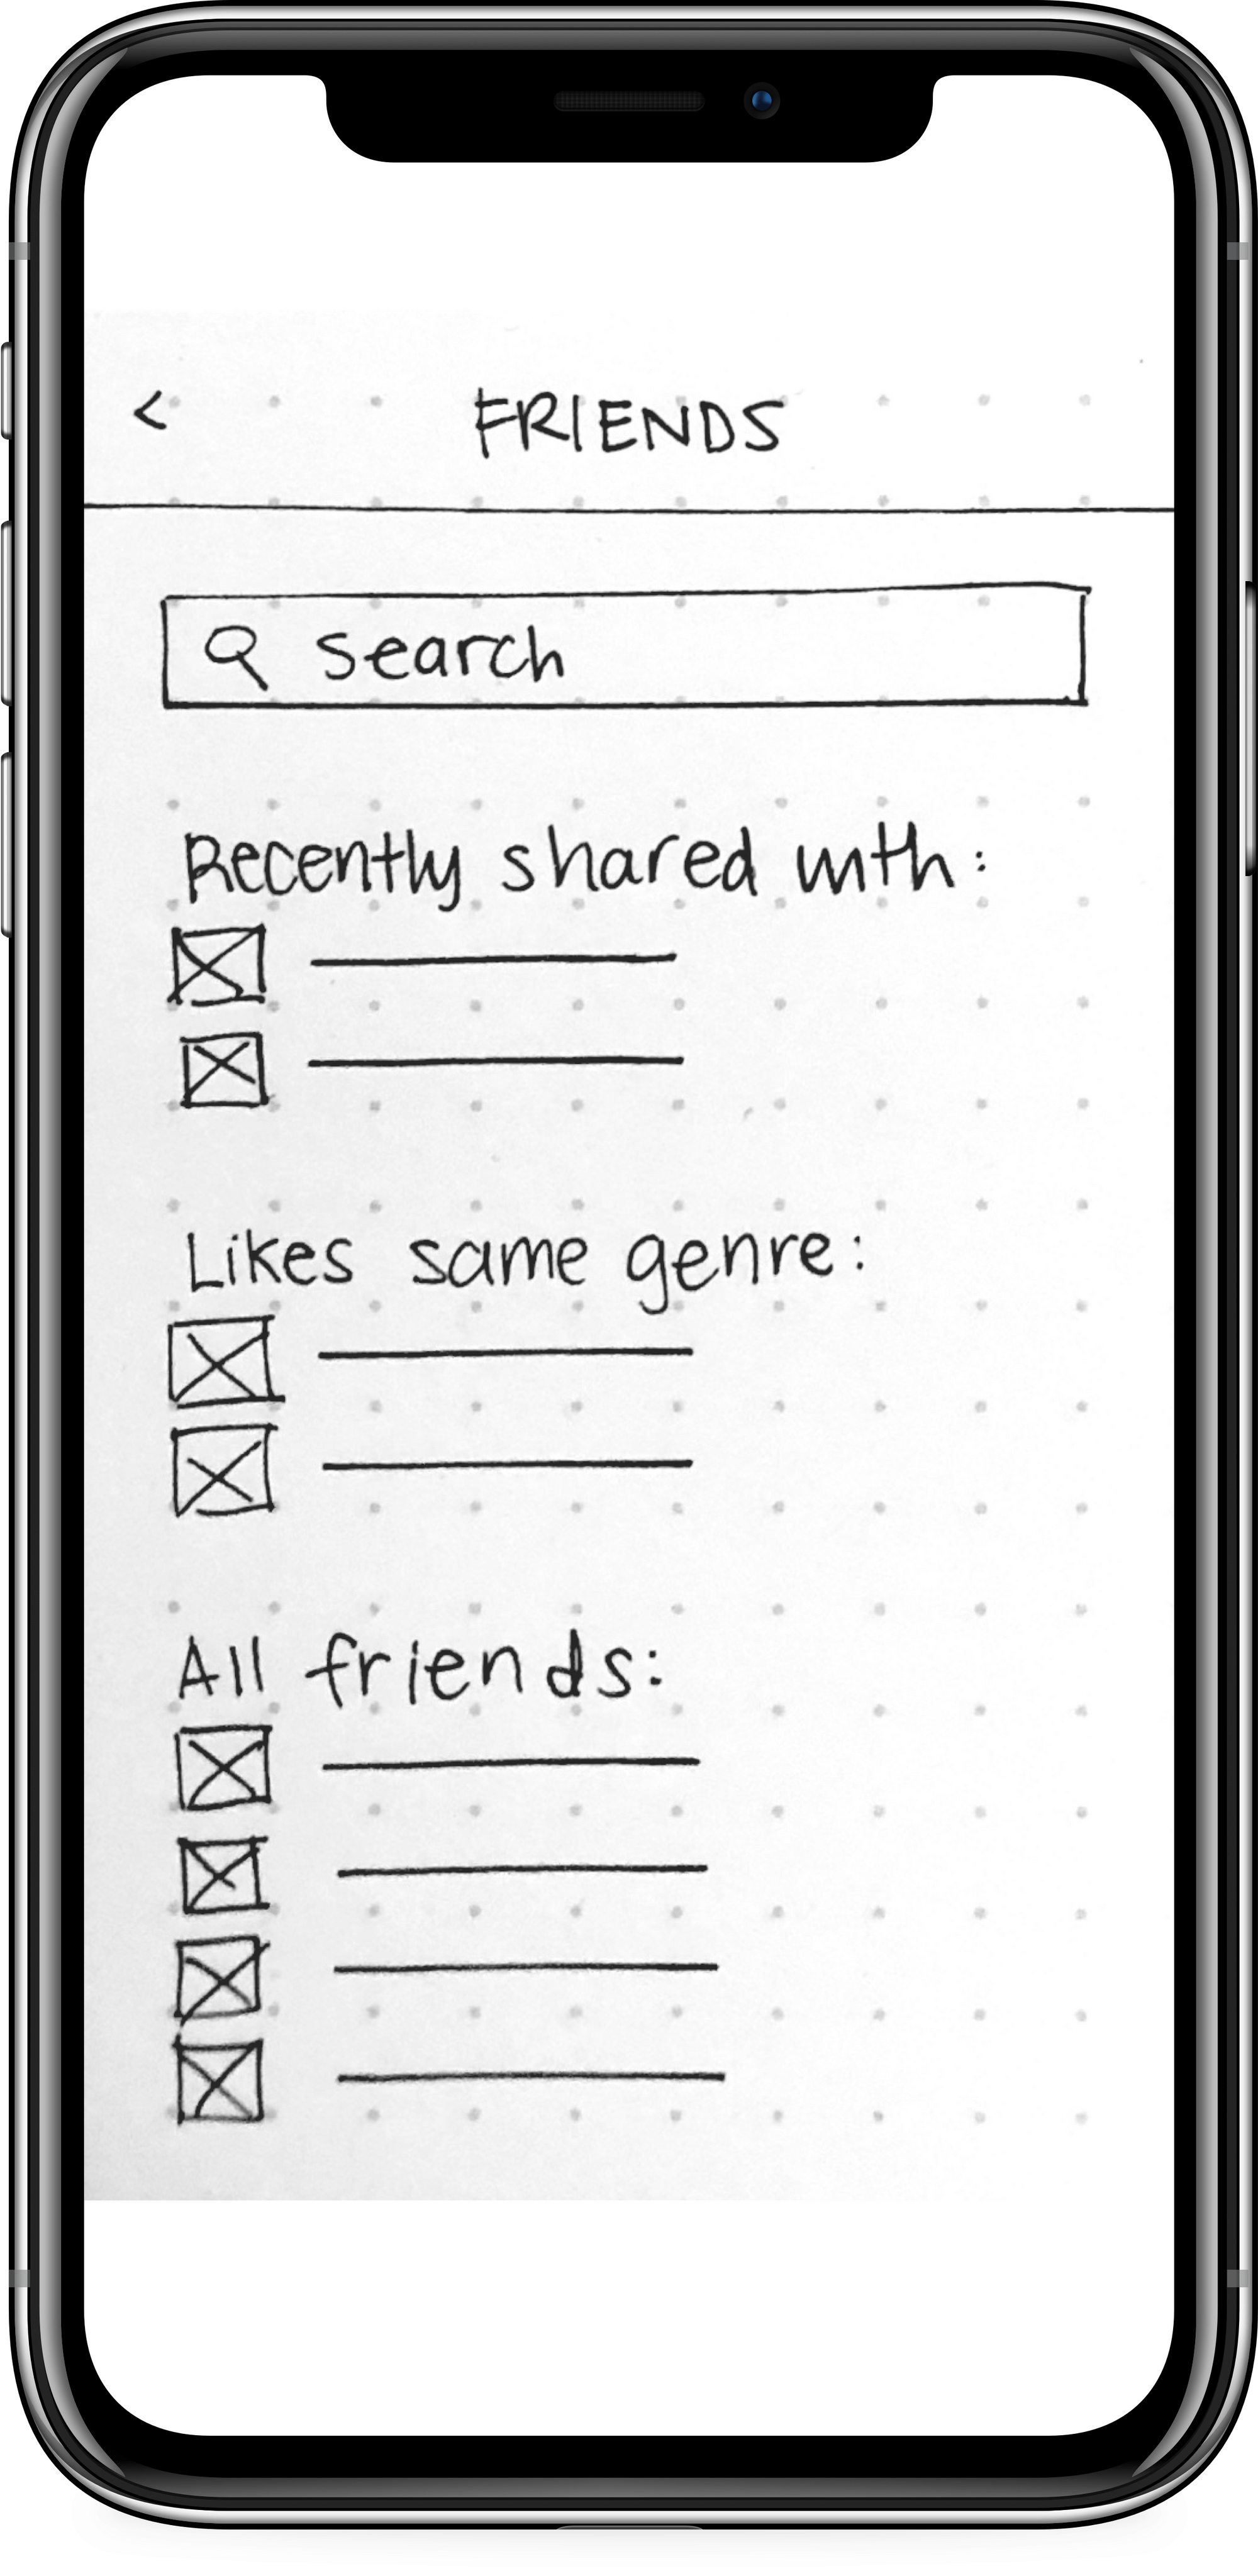 < FRIENDS
search
Recently shared with:
Likes same genre:
All friends: